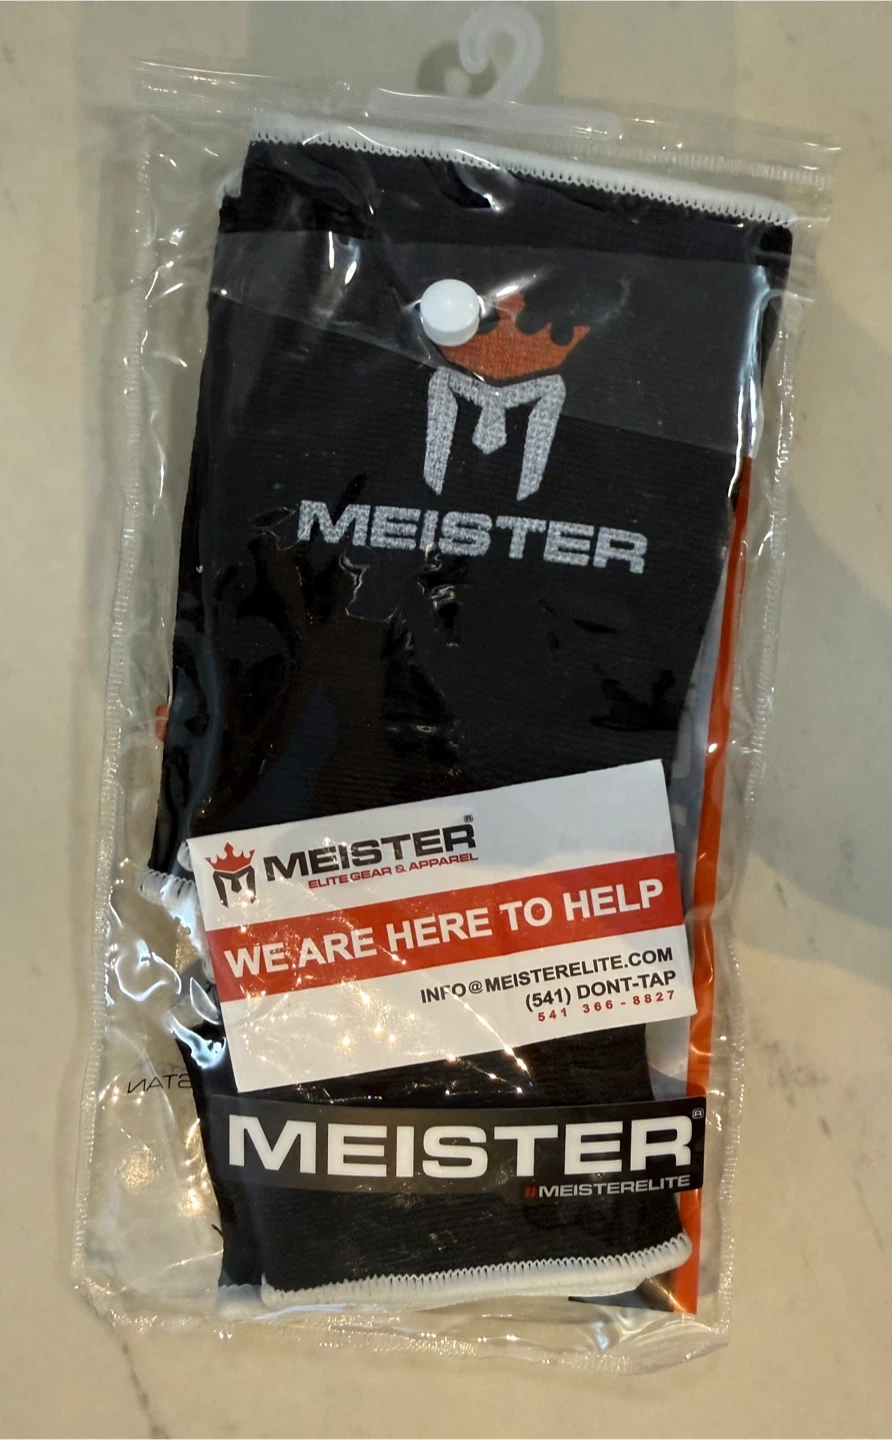 MEISTER
MEISTER®
ELITE GEAR & APPAREL
WE ARE HERE TO HELP
INFO@MEISTERELITE.COM
(541) DONT-TAP
541 366-8827
MEISTER®
#MEISTERELITE